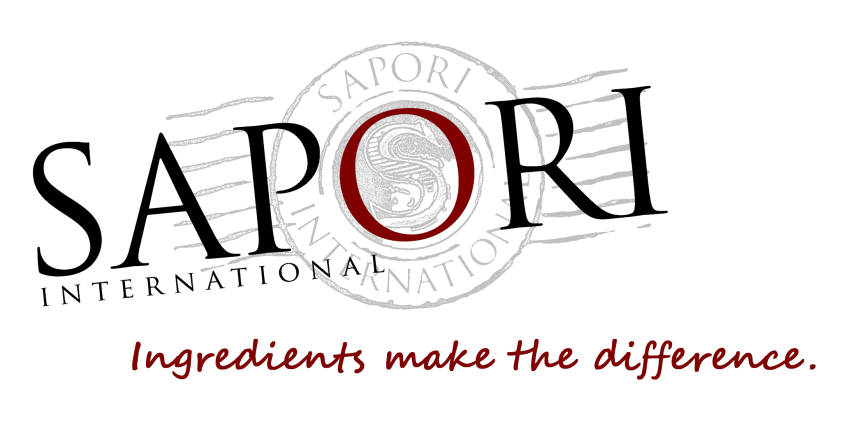 SAPORI
INTERNATIONAL
SAPORI
INTERNATIONAL
Ingredients make the difference.